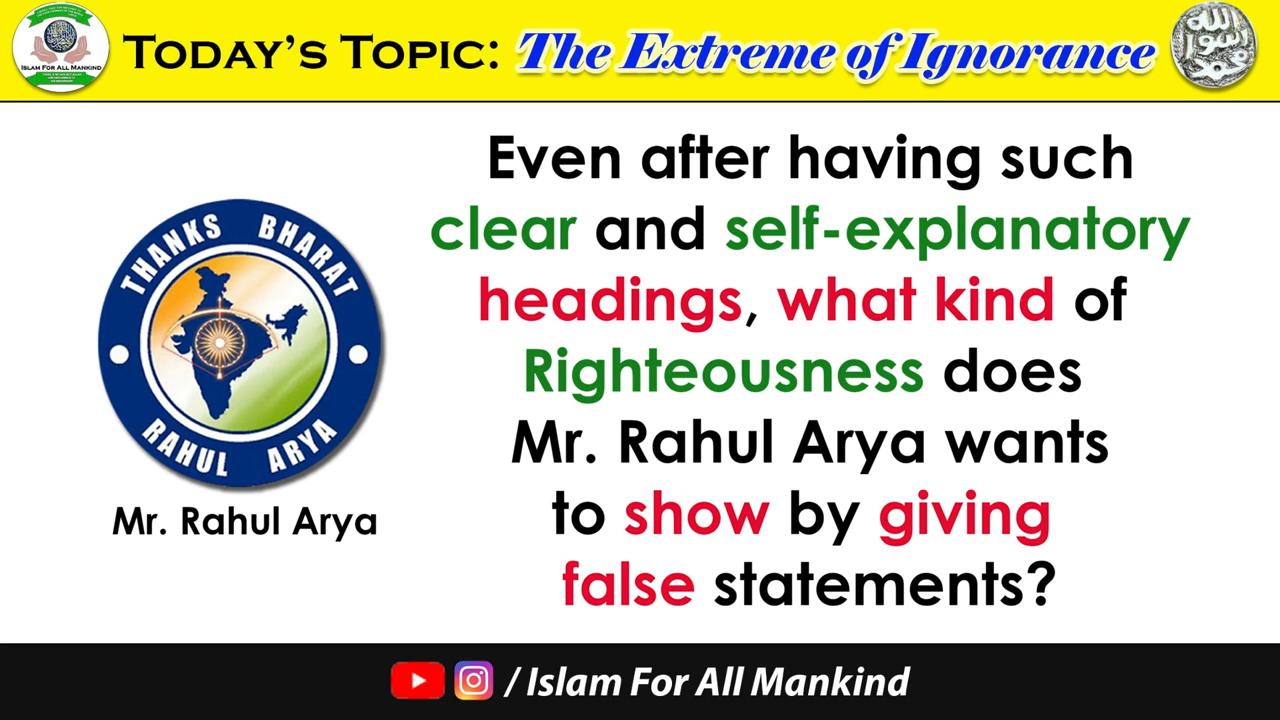 ISLAM FOR ALL MANKIND
TODAY'S TOPIC: The Extreme of Ignorance
Even after having such
clear and self-explanatory
headings, what kind of
Righteousness does
Mr. Rahul Arya wants
to show by giving
false statements?
THANKS BHARAT
RAHUL ARYA
Mr. Rahul Arya
/ Islam For All Mankind